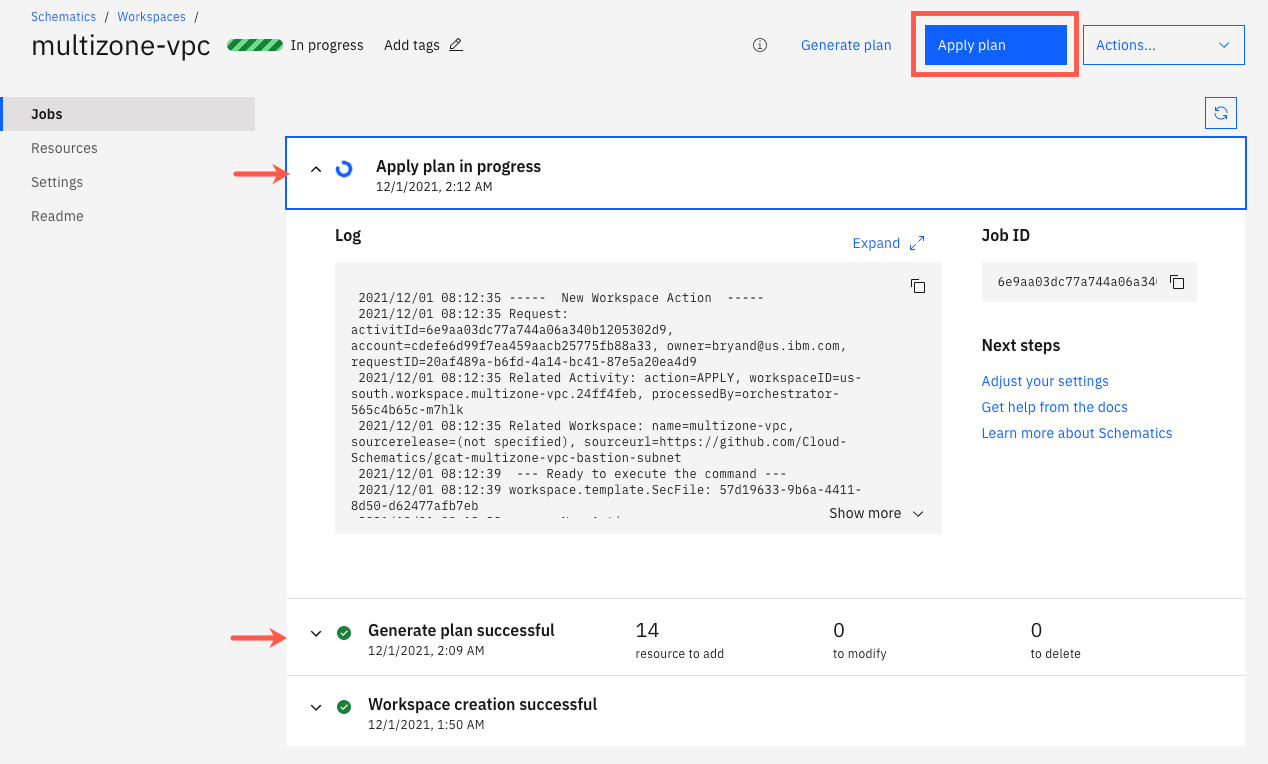 Schematics / Workspaces /
multizone-vpc In progress Add tags Generate plan Apply plan Actions...
Jobs
Resources
Settings
Readme
Apply plan in progress
12/1/2021, 2:12 AM
Log Expand
2021/12/01 08:12:35 ----- New Workspace Action -----
2021/12/01 08:12:35 Request:
activitId=6e9aa03dc77a744a06a340b1205302d9,
account=cdefe6d99f7ea459aacb25775fb88a33, owner=bryand@us.ibm.com,
requestID=20af489a-b6fd-4a14-bc41-87e5a20ea4d9
2021/12/01 08:12:35 Related Activity: action=APPLY, workspaceID=us-
south.workspace.multizone-vpc.24ff4feb, processedBy=orchestrator-
565c4b65c-m7hlk
2021/12/01 08:12:35 Related Workspace: name=multizone-vpc,
sourcerelease=(not specified), sourceurl=https://github.com/Cloud-
Schematics/gcat-multizone-vpc-bastion-subnet
2021/12/01 08:12:39 --- Ready to execute the command ---
2021/12/01 08:12:39 workspace.template.SecFile: 57d19633-9b6a-4411-
8d50-d62477afb7eb
Show more
Job ID
6e9aa03dc77a744a06a34
Next steps
Adjust your settings
Get help from the docs
Learn more about Schematics
Generate plan successful
12/1/2021, 2:09 AM
14
resource to add
0
to modify
0
to delete
Workspace creation successful
12/1/2021, 1:50 AM